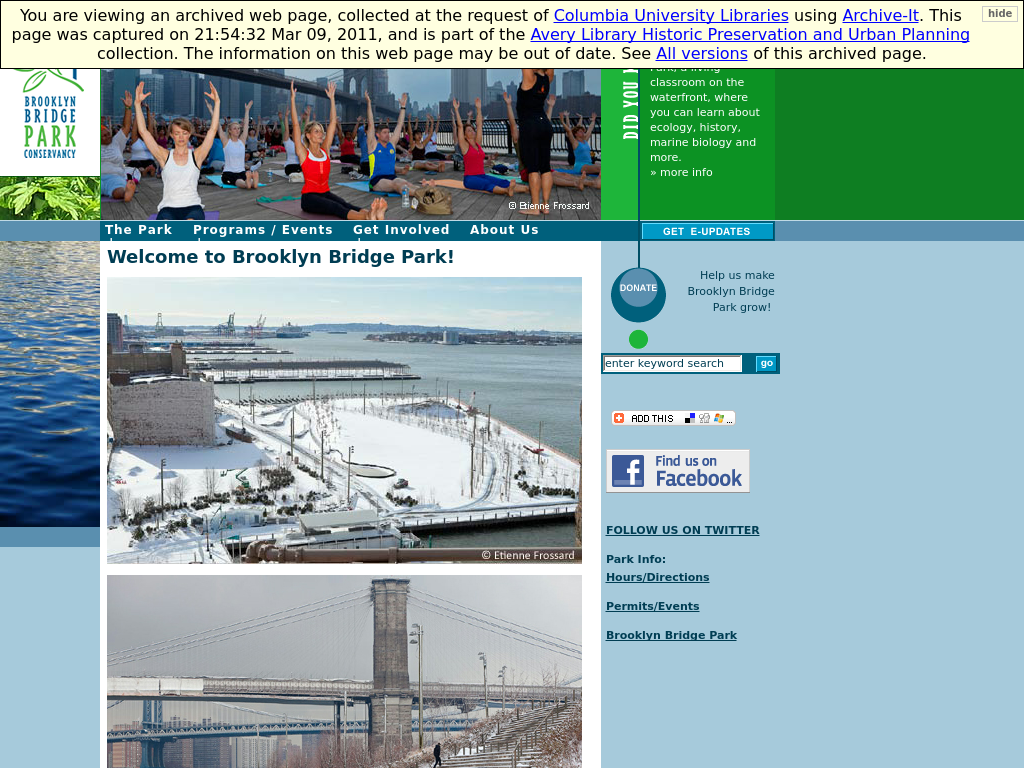 You are viewing an archived web page, collected at the request of Columbia University Libraries using Archive-It. This
page was captured on 21:54:32 Mar 09, 2011, and is part of the Avery Library Historic Preservation and Urban Planning
collection. The information on this web page may be out of date. See All versions of this archived page.
hide
BROOKLYN
BRIDGE
PARK
CONSERVANCY
© Etienne Frossard
DID YOU
Park, a living
classroom on the
waterfront, where
you can learn about
ecology, history,
marine biology and
more.
» more info
The Park
Programs / Events
Get Involved
About Us
GET E-UPDATES
Welcome to Brooklyn Bridge Park!
© Etienne Frossard
DONATE
Help us make
Brooklyn Bridge
Park grow!
enter keyword search
go
ADD THIS
...
Find us on
Facebook
FOLLOW US ON TWITTER
Park Info:
Hours/Directions
Permits/Events
Brooklyn Bridge Park